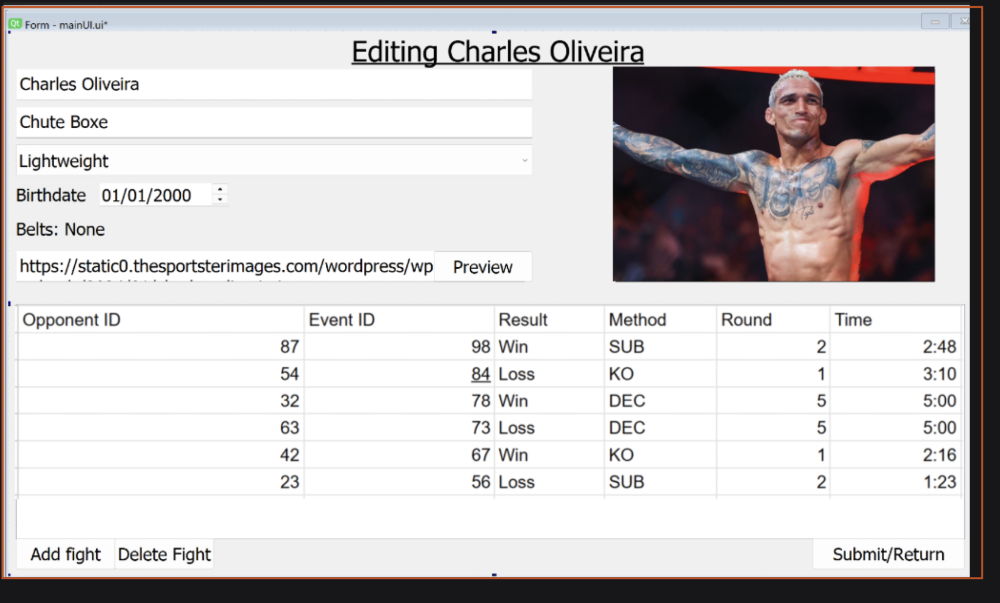 Qt Form - mainUI.ui*
Editing Charles Oliveira
Charles Oliveira
Chute Boxe
Lightweight
Birthdate 01/01/2000
Belts: None
https://static0.thesportsterimages.com/wordpress/wp Preview
Opponent ID Event ID Result Method Round Time
87 98 Win SUB 2 2:48
54 84 Loss KO 1 3:10
32 78 Win DEC 5 5:00
63 73 Loss DEC 5 5:00
42 67 Win KO 1 2:16
23 56 Loss SUB 2 1:23
Add fight Delete Fight Submit/Return